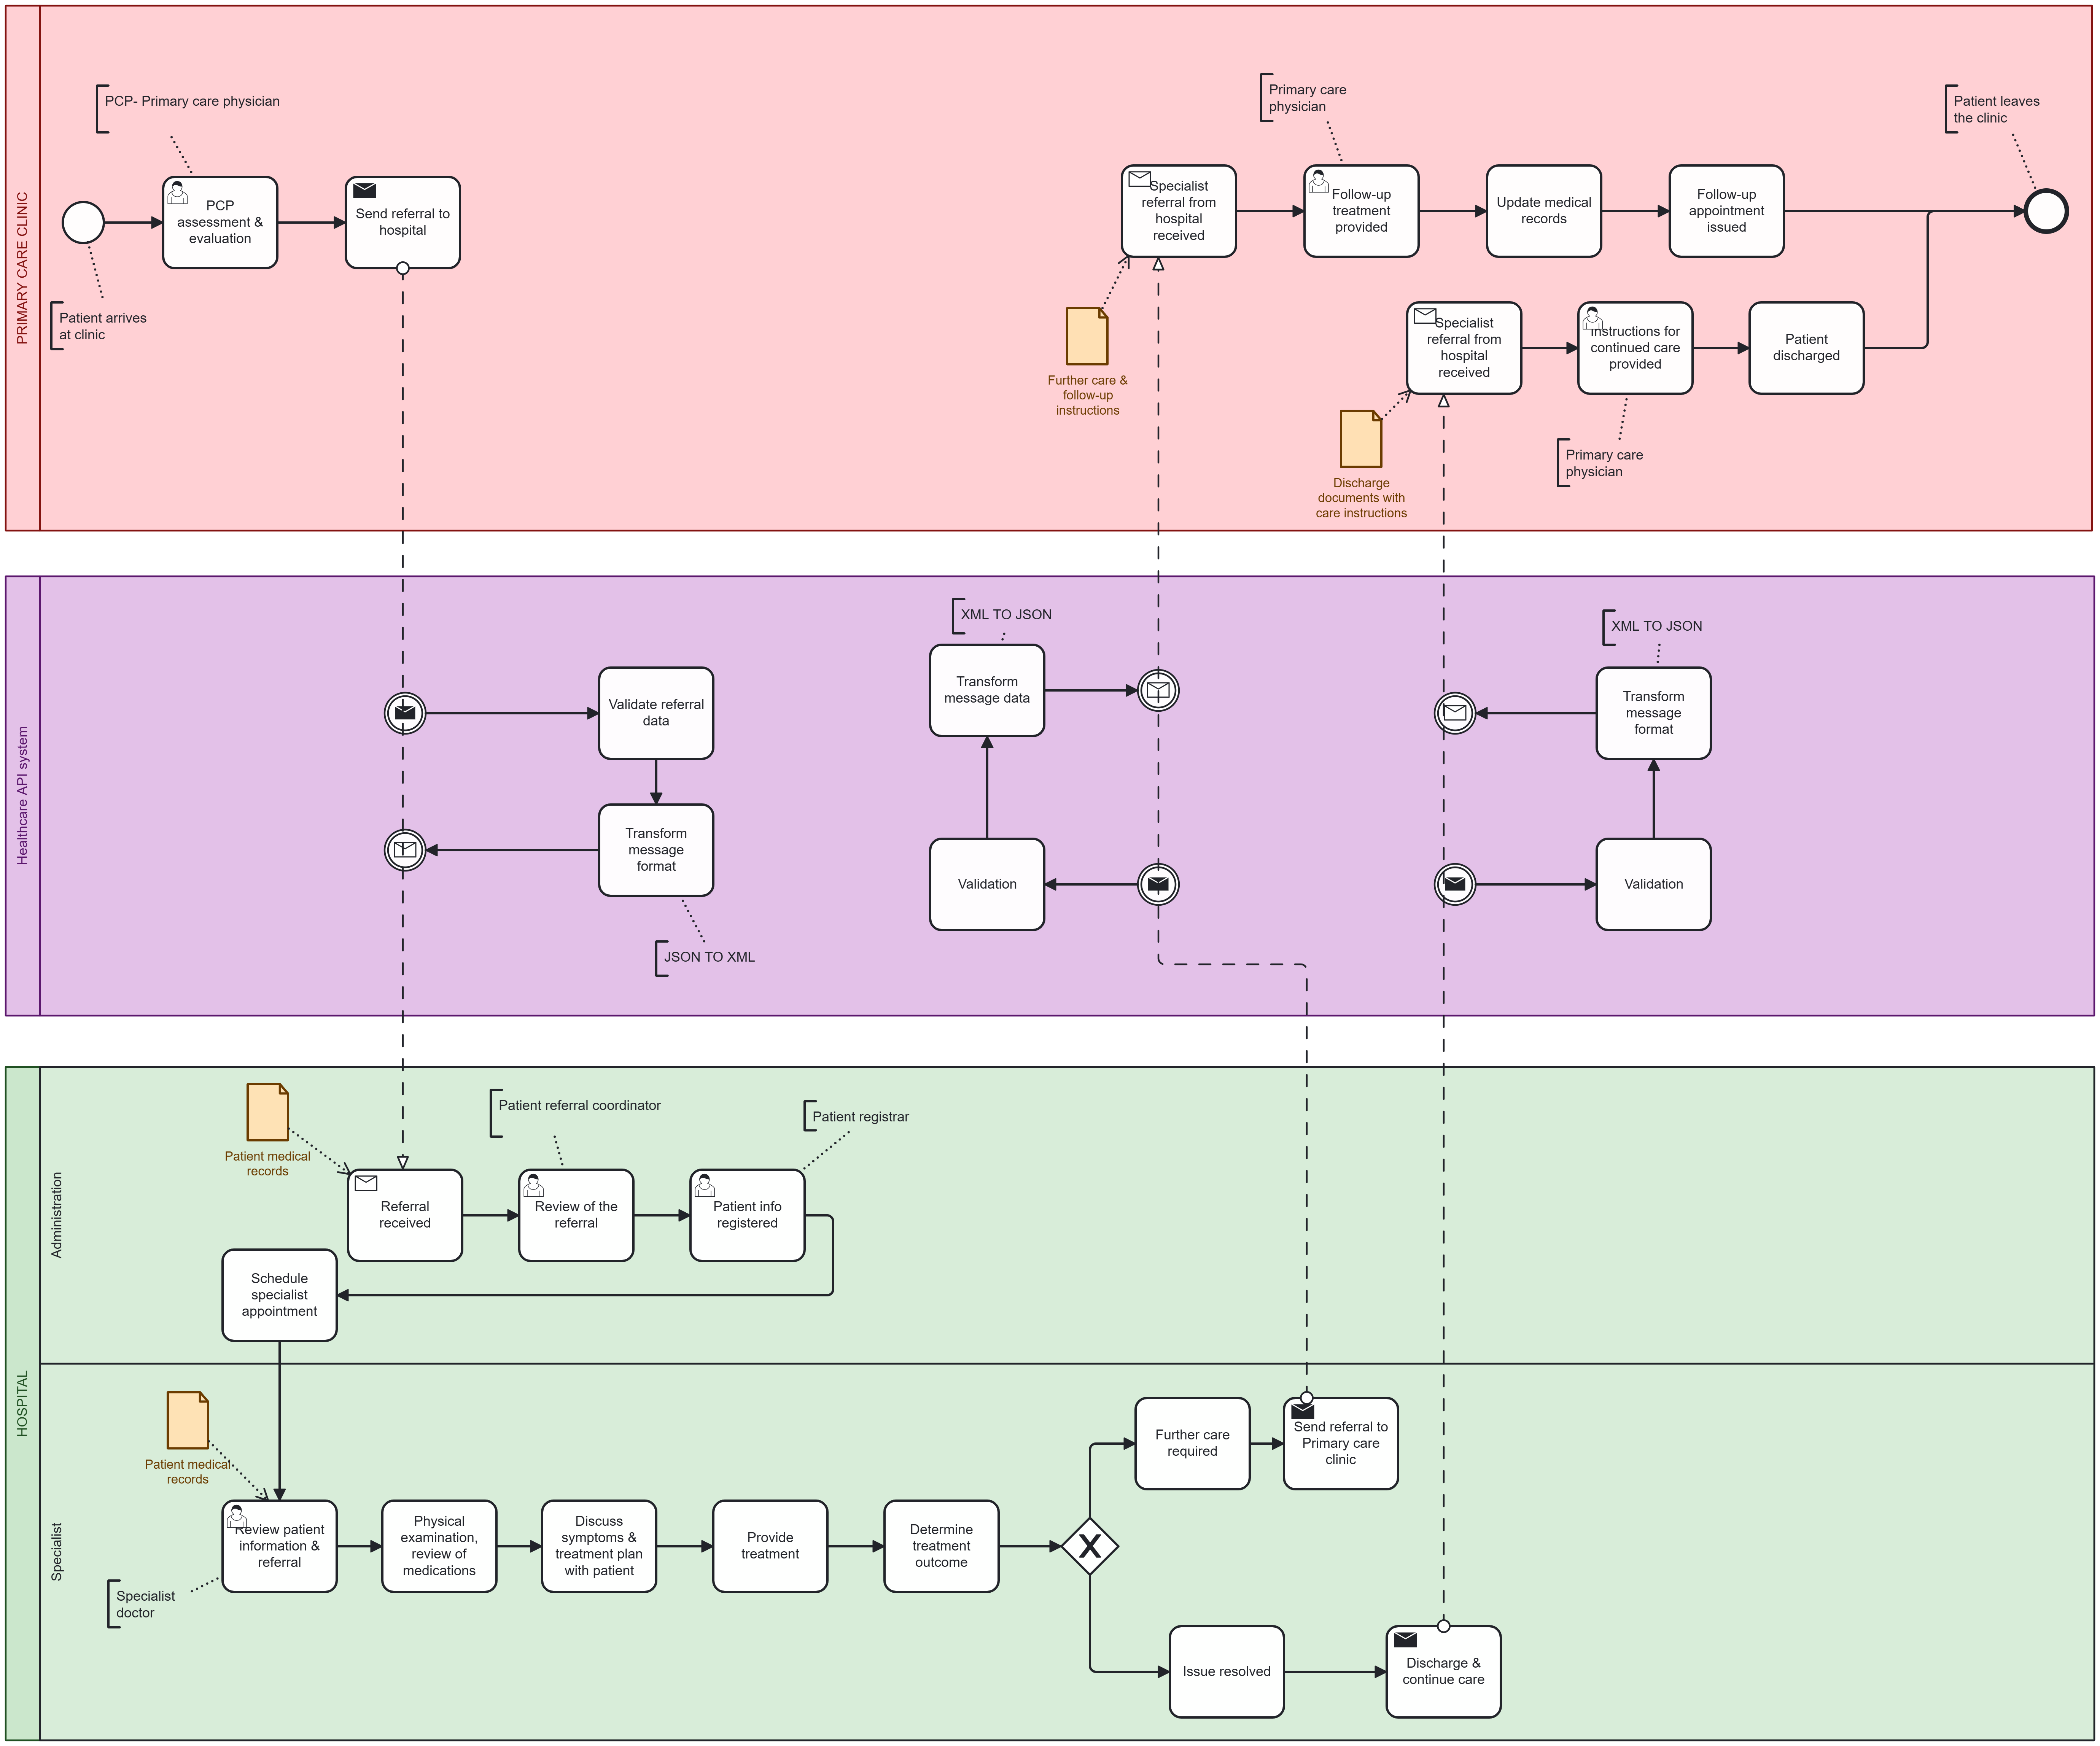 PRIMARY CARE CLINIC
PCP- Primary care physician
PCP
assessment &
evaluation
Send referral to
hospital
Patient arrives
at clinic
Primary care
physician
Patient leaves
the clinic
Specialist
referral from
hospital
received
Follow-up
treatment
provided
Update medical
records
Follow-up
appointment
issued
Further care &
follow-up
instructions
Specialist
referral from
hospital
received
Instructions for
continued care
provided
Patient
discharged
Discharge
documents with
care instructions
Primary care
physician
Healthcare API system
Validate referral
data
Transform
message
format
JSON TO XML
XML TO JSON
Transform
message data
Validation
XML TO JSON
Transform
message
format
Validation
HOSPITAL
Administration
Patient medical
records
Patient referral coordinator
Patient registrar
Referral
received
Review of the
referral
Patient info
registered
Schedule
specialist
appointment
Specialist
Patient medical
records
Review patient
information &
referral
Specialist
doctor
Physical
examination,
review of
medications
Discuss
symptoms &
treatment plan
with patient
Provide
treatment
Determine
treatment
outcome
Further care
required
Send referral to
Primary care
clinic
Issue resolved
Discharge &
continue care